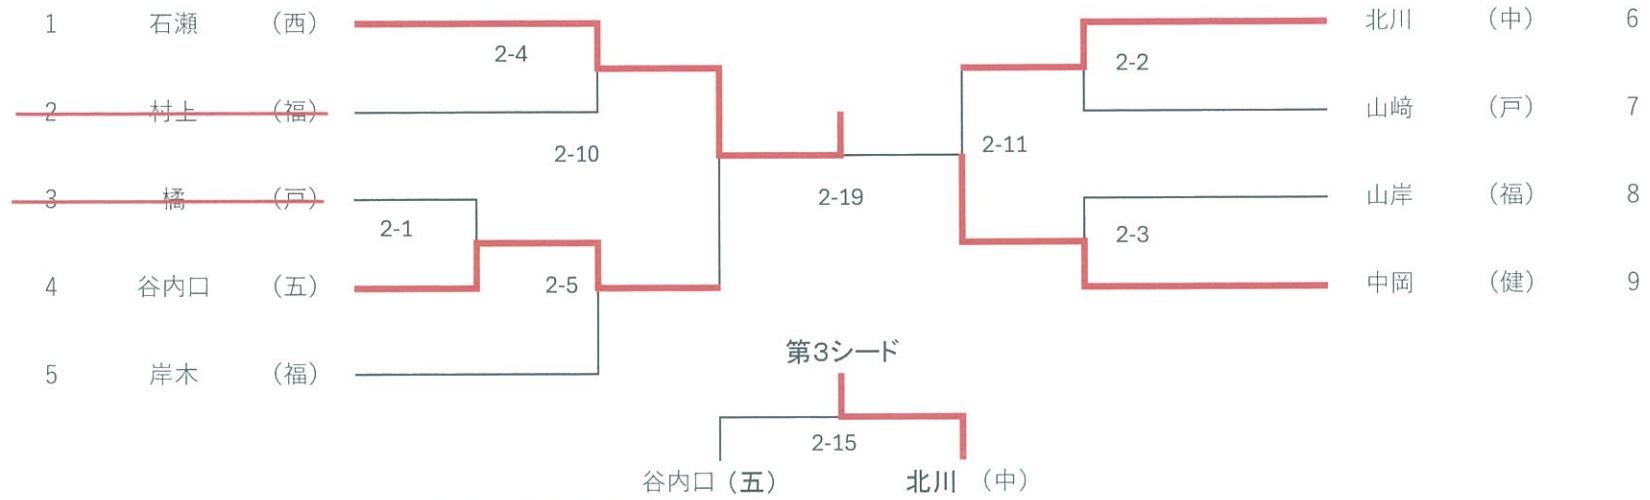 1 石瀬 （西）
2-4
2 村上 （福）
2-10
3 橘 （戸）
2-1
4 谷内口 （五）
2-5
5 岸木 （福）
2-19
北川 （中） 6
2-2
山﨑 （戸） 7
2-11
山岸 （福） 8
2-3
中岡 （健） 9
第3シード
2-15
谷内口（五） 北川 （中）